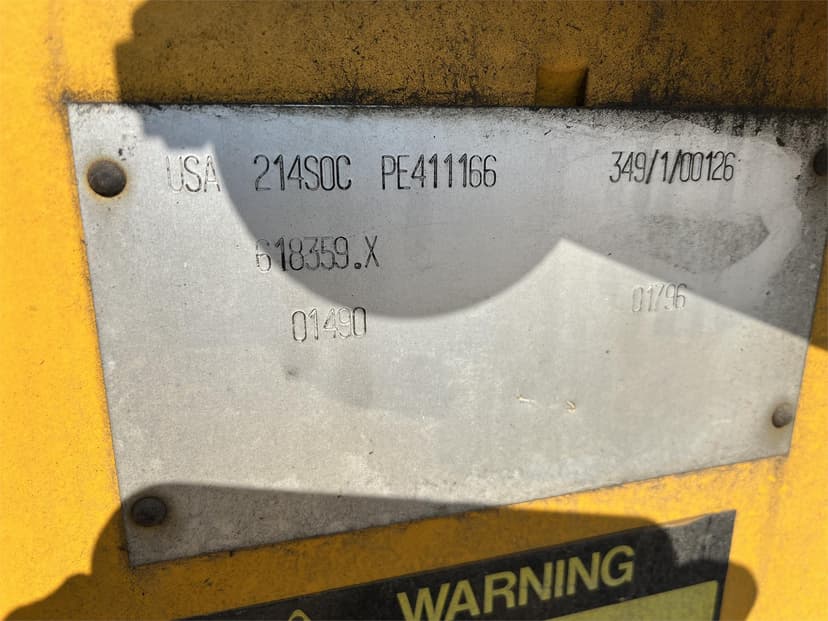 USA 214SOC PE411166 349/1/00126
618359.X
01490 01/96
WARNING